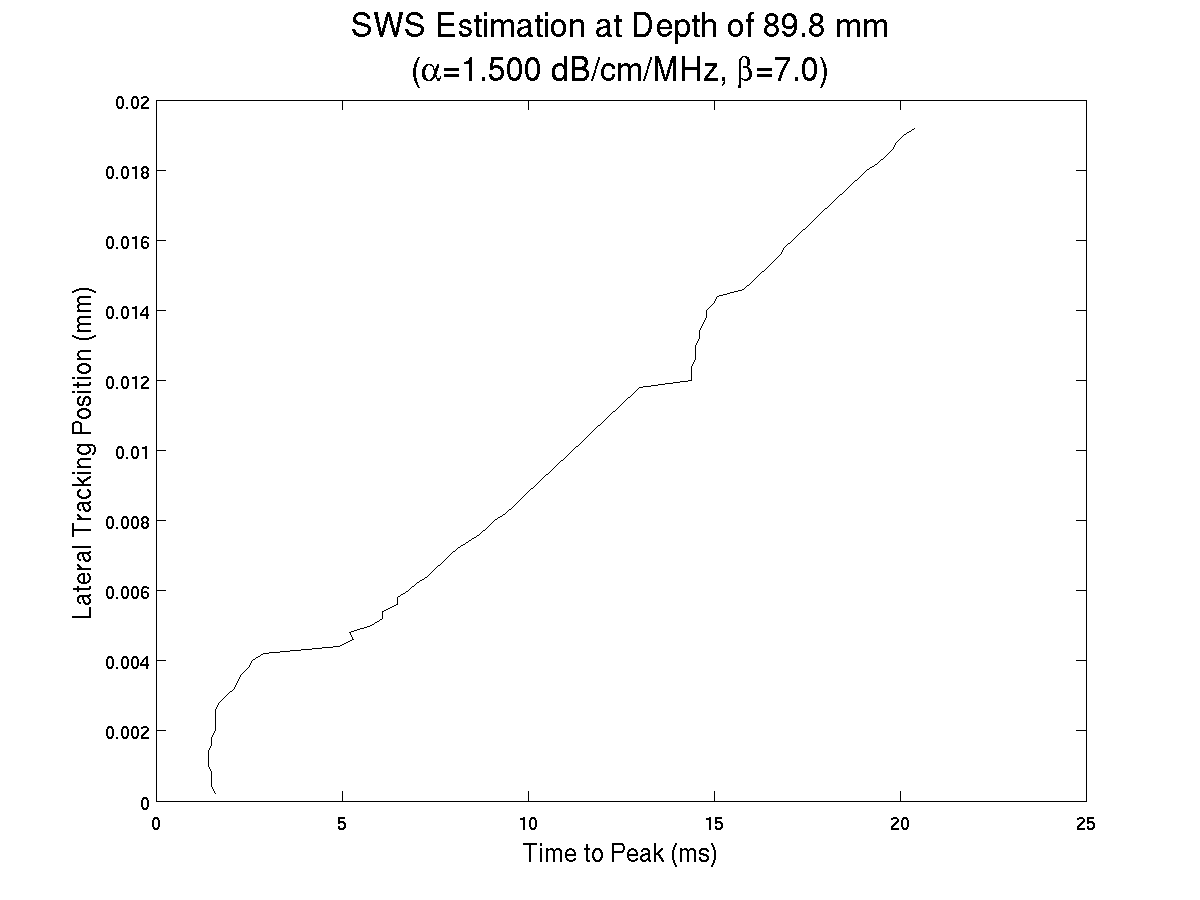 SWS Estimation at Depth of 89.8 mm
(α=1.500 dB/cm/MHz, β=7.0)
0.02
0.018
0.016
0.014
0.012
0.01
0.008
0.006
0.004
0.002
0
Lateral Tracking Position (mm)
0 5 10 15 20 25
Time to Peak (ms)